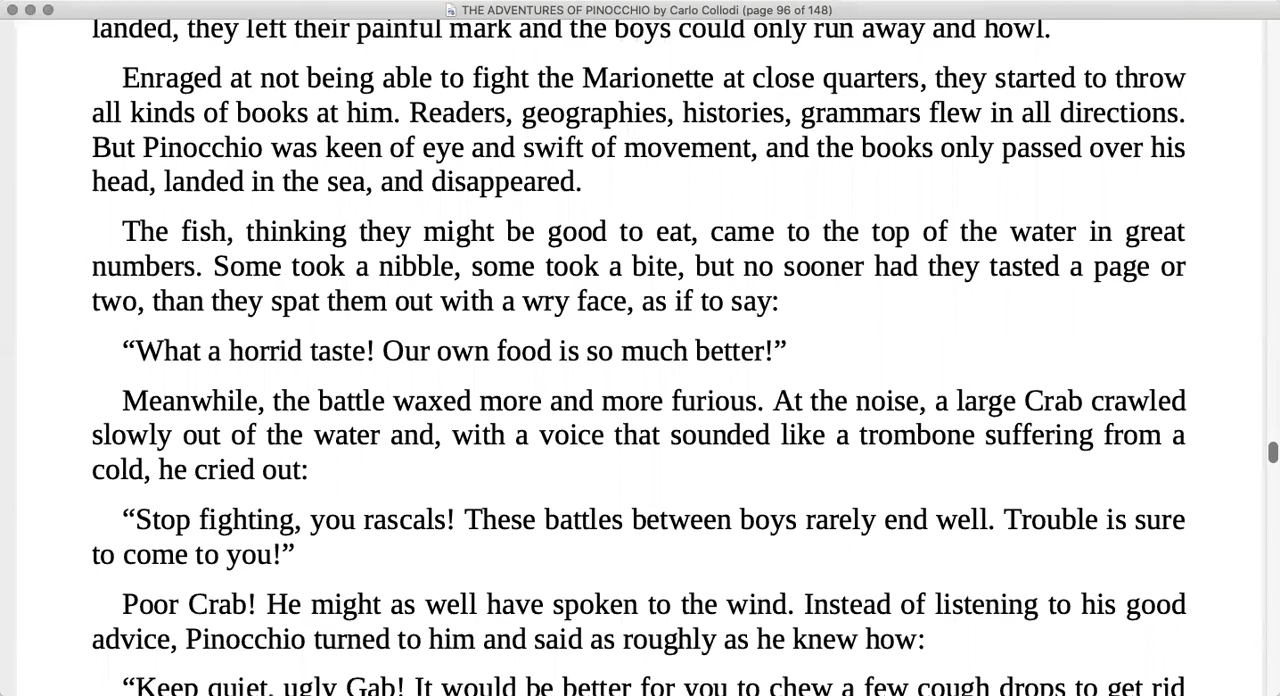 THE ADVENTURES OF PINOCCHIO by Carlo Collodi (page 96 of 148)
landed, they left their painful mark and the boys could only run away and howl.
Enraged at not being able to fight the Marionette at close quarters, they started to throw
all kinds of books at him. Readers, geographies, histories, grammars flew in all directions.
But Pinocchio was keen of eye and swift of movement, and the books only passed over his
head, landed in the sea, and disappeared.
The fish, thinking they might be good to eat, came to the top of the water in great
numbers. Some took a nibble, some took a bite, but no sooner had they tasted a page or
two, than they spat them out with a wry face, as if to say:
“What a horrid taste! Our own food is so much better!”
Meanwhile, the battle waxed more and more furious. At the noise, a large Crab crawled
slowly out of the water and, with a voice that sounded like a trombone suffering from a
cold, he cried out:
“Stop fighting, you rascals! These battles between boys rarely end well. Trouble is sure
to come to you!”
Poor Crab! He might as well have spoken to the wind. Instead of listening to his good
advice, Pinocchio turned to him and said as roughly as he knew how:
“Keep quiet, ugly Gab! It would be better for you to chew a few cough drops to get rid